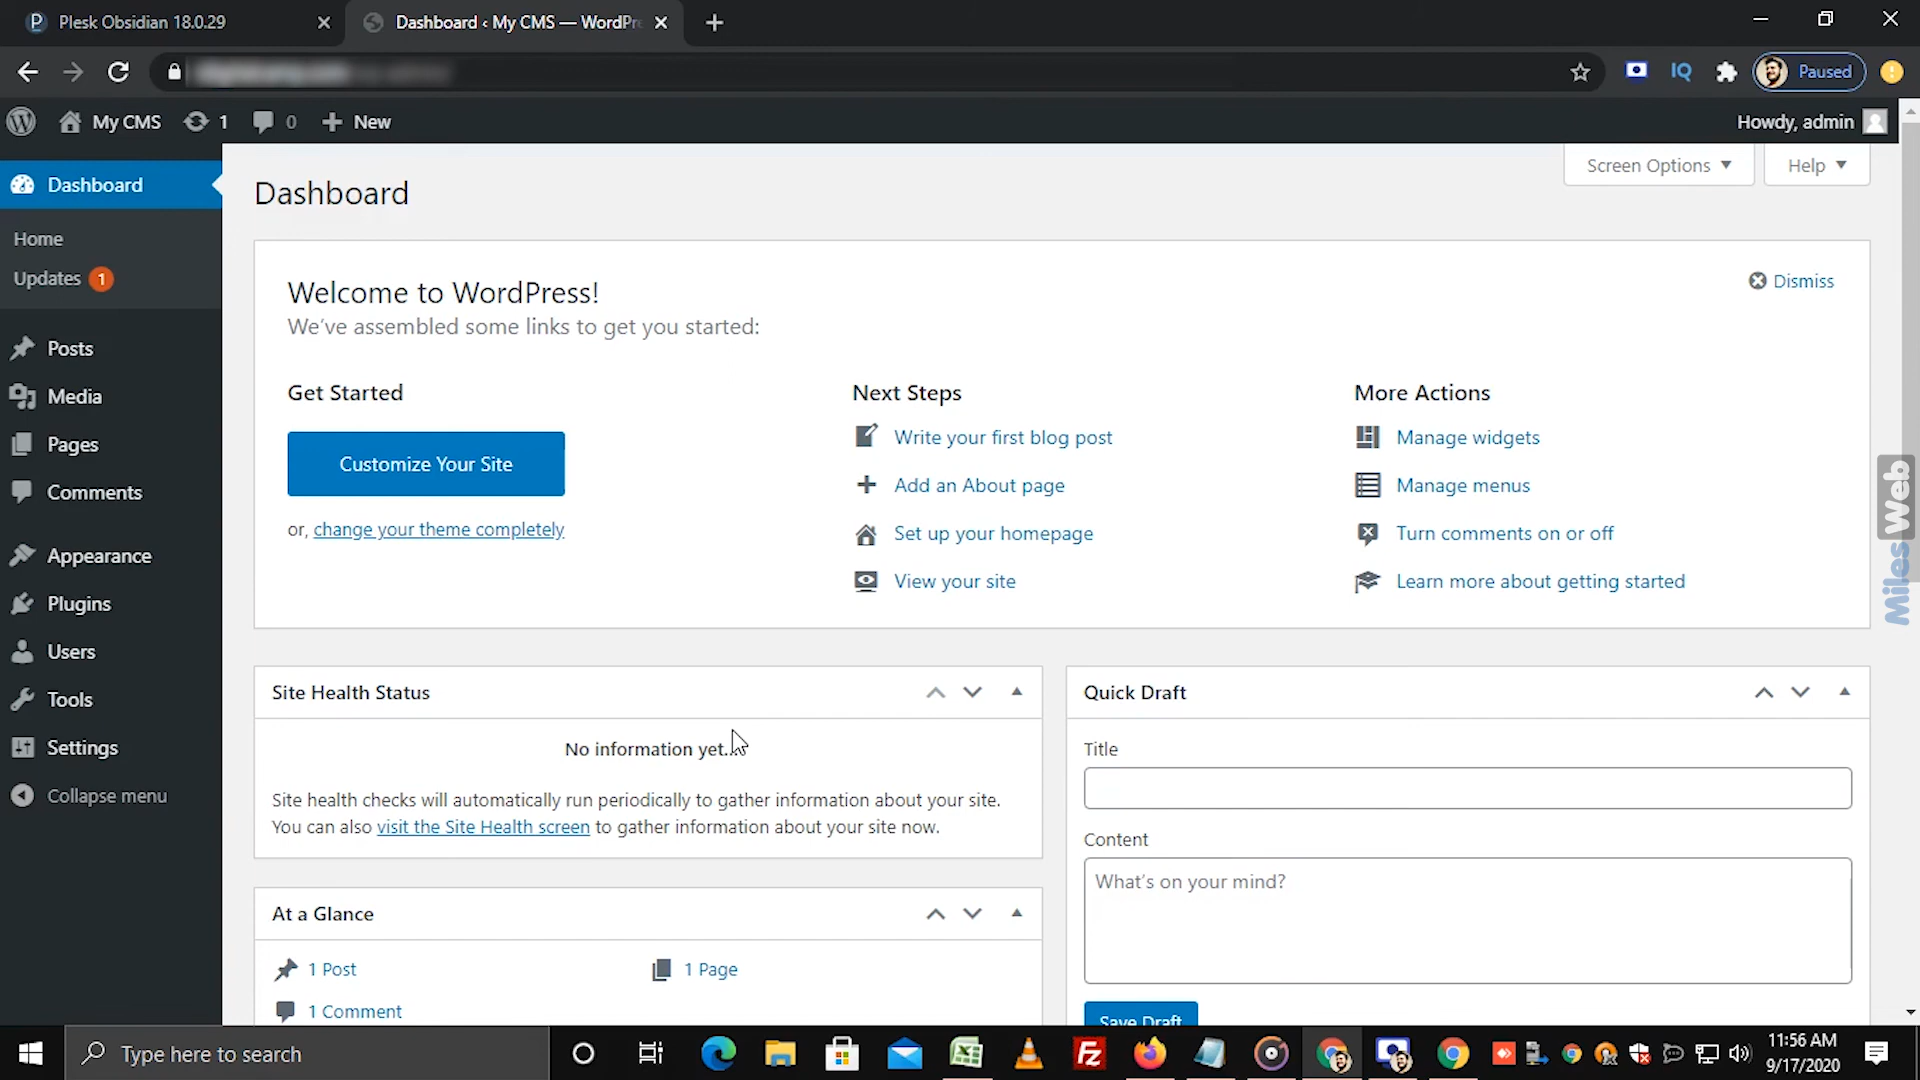 Plesk Obsidian 18.0.29
Dashboard ‹ My CMS — WordPr
IQ
Paused
My CMS
1
0
New
Howdy, admin
Dashboard
Home
Updates 1
Posts
Media
Pages
Comments
Appearance
Plugins
Users
Tools
Settings
Collapse menu
Screen Options
Help
Dashboard
Welcome to WordPress!
We've assembled some links to get you started:
Dismiss
Get Started
Customize Your Site
or, change your theme completely
Next Steps
Write your first blog post
Add an About page
Set up your homepage
View your site
More Actions
Manage widgets
Manage menus
Turn comments on or off
Learn more about getting started
Site Health Status
No information yet...
Site health checks will automatically run periodically to gather information about your site.
You can also visit the Site Health screen to gather information about your site now.
At a Glance
1 Post
1 Page
1 Comment
Quick Draft
Title
Content
What's on your mind?
Save Draft
MilesWeb
Type here to search
11:56 AM
9/17/2020